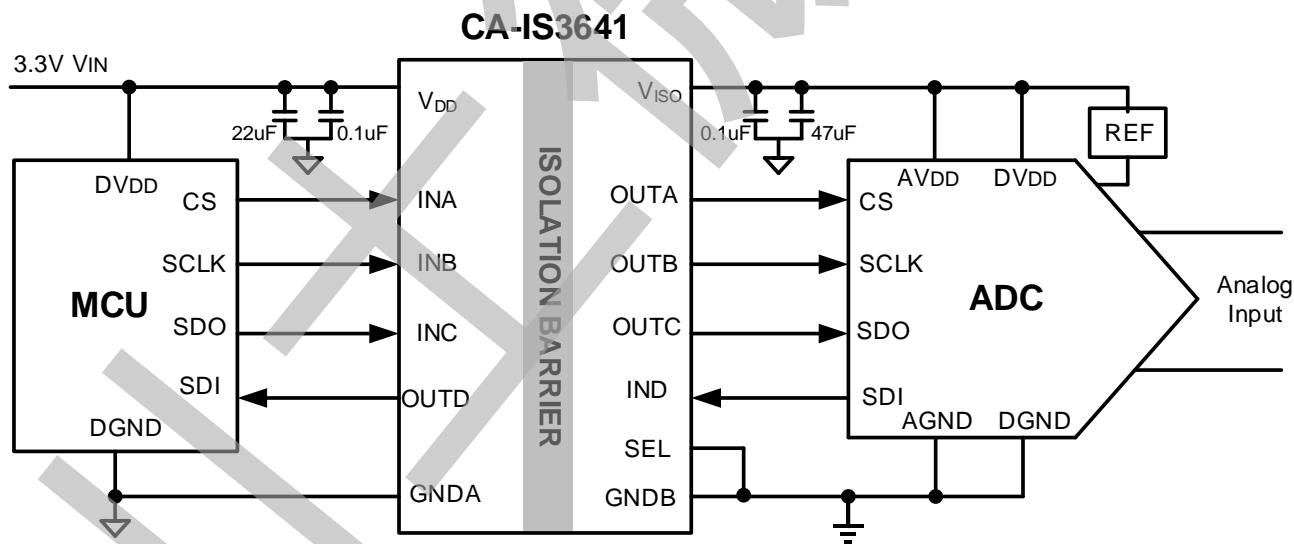 CA-IS3641
3.3V VIN
VDD
VISO
22uF
0.1uF
0.1uF
47uF
REF
DVDD
AVDD
DVDD
CS
INA
OUTA
CS
SCLK
INB
OUTB
SCLK
MCU
ISOLATION BARRIER
ADC
Analog
Input
SDO
INC
OUTC
SDO
SDI
OUTD
IND
SDI
DGND
SEL
AGND
DGND
GNDA
GNDB